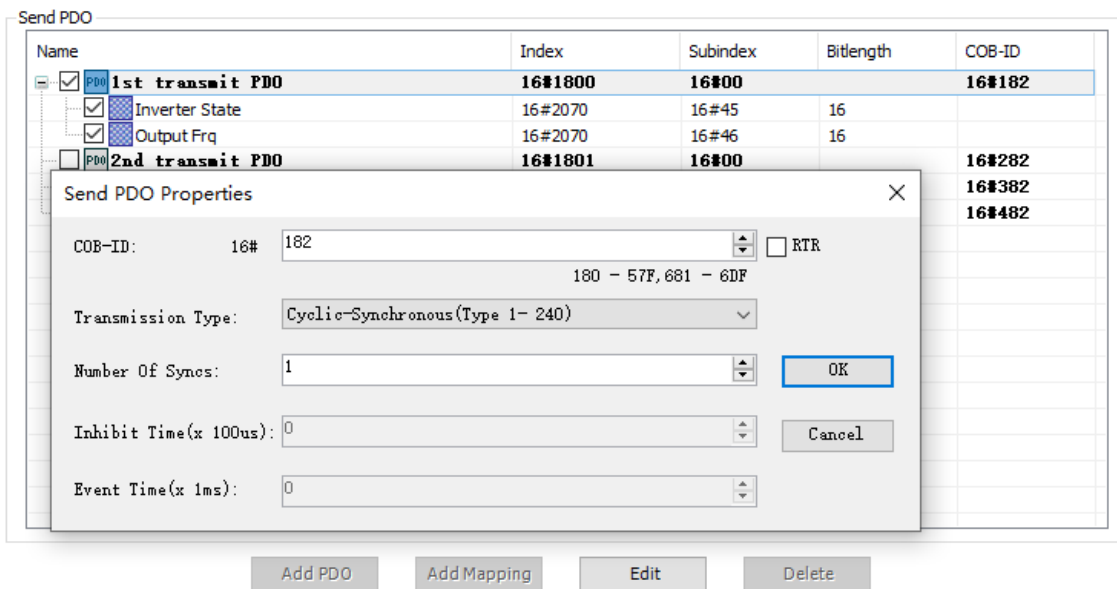 Send PDO
Name Index Subindex Bitlength COB-ID
PDO 1st transmit PDO 16#1800 16#00 16#182
Inverter State 16#2070 16#45 16
Output Frq 16#2070 16#46 16
PDO 2nd transmit PDO 16#1801 16#00 16#282
16#382
16#482
Send PDO Properties
COB-ID: 16# 182 RTR
180 - 57F,681 - 6DF
Transmission Type: Cyclic-Synchronous(Type 1- 240)
Number Of Syncs: 1 OK
Inhibit Time(x 100us): 0 Cancel
Event Time(x 1ms): 0
Add PDO Add Mapping Edit Delete